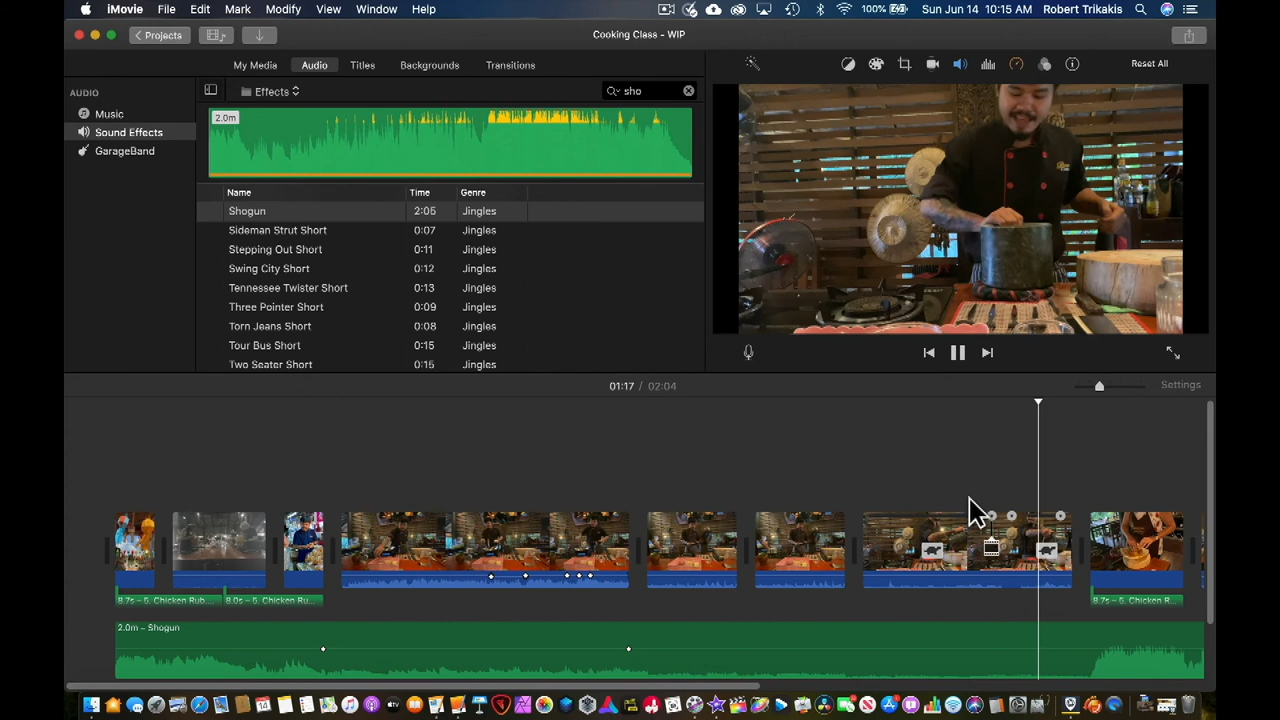 iMovie File Edit Mark Modify View Window Help 100% Sun Jun 14 10:15 AM Robert Trikakis
Projects Cooking Class - WIP
My Media Audio Titles Backgrounds Transitions Reset All
AUDIO
Music
Sound Effects
GarageBand
Effects sho
2.0m
Name Time Genre
Shogun 2:05 Jingles
Sideman Strut Short 0:07 Jingles
Stepping Out Short 0:11 Jingles
Swing City Short 0:12 Jingles
Tennessee Twister Short 0:13 Jingles
Three Pointer Short 0:09 Jingles
Torn Jeans Short 0:08 Jingles
Tour Bus Short 0:15 Jingles
Two Seater Short 0:15 Jingles
01:17 / 02:04 Settings
8.7s – 5. Chicken Rub... 8.0s – 5. Chicken Ru... 8.7s – 5. Chicken R...
2.0m – Shogun